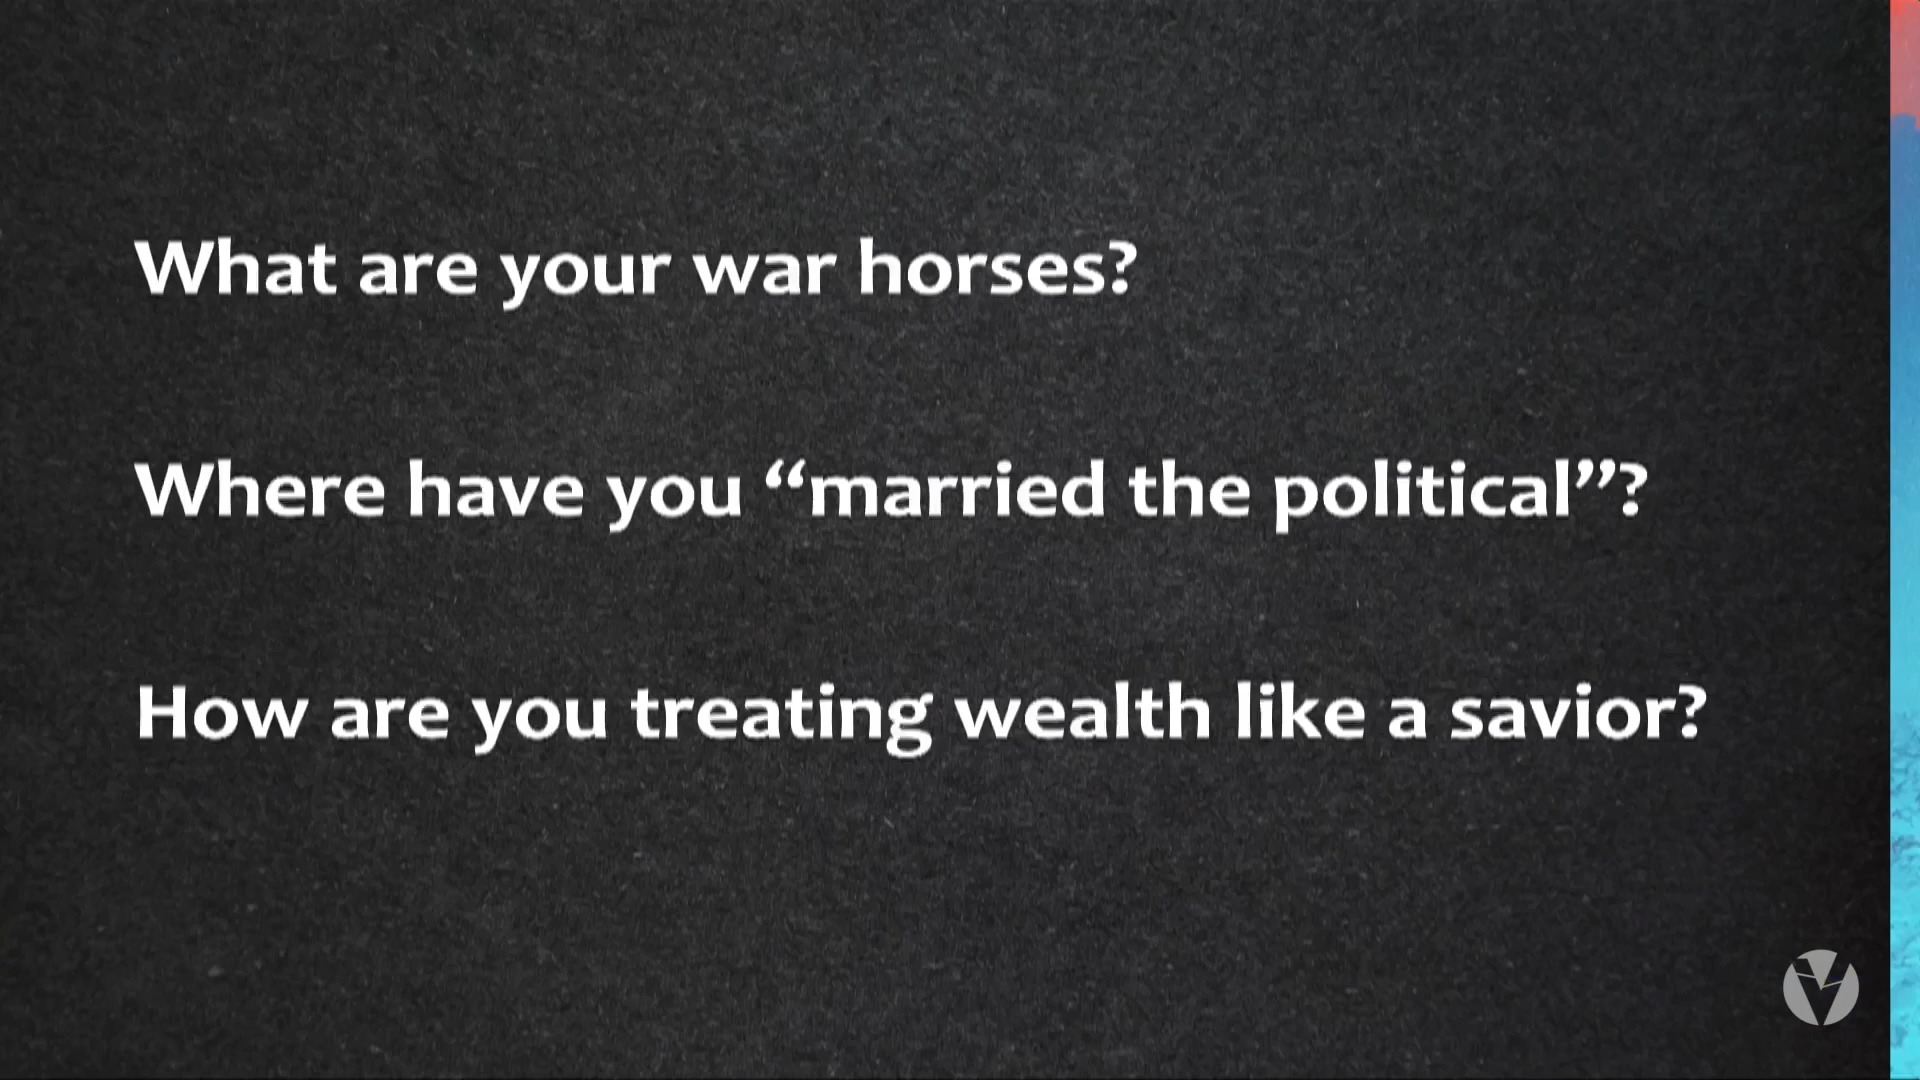 What are your war horses?
Where have you “married the political”?
How are you treating wealth like a savior?